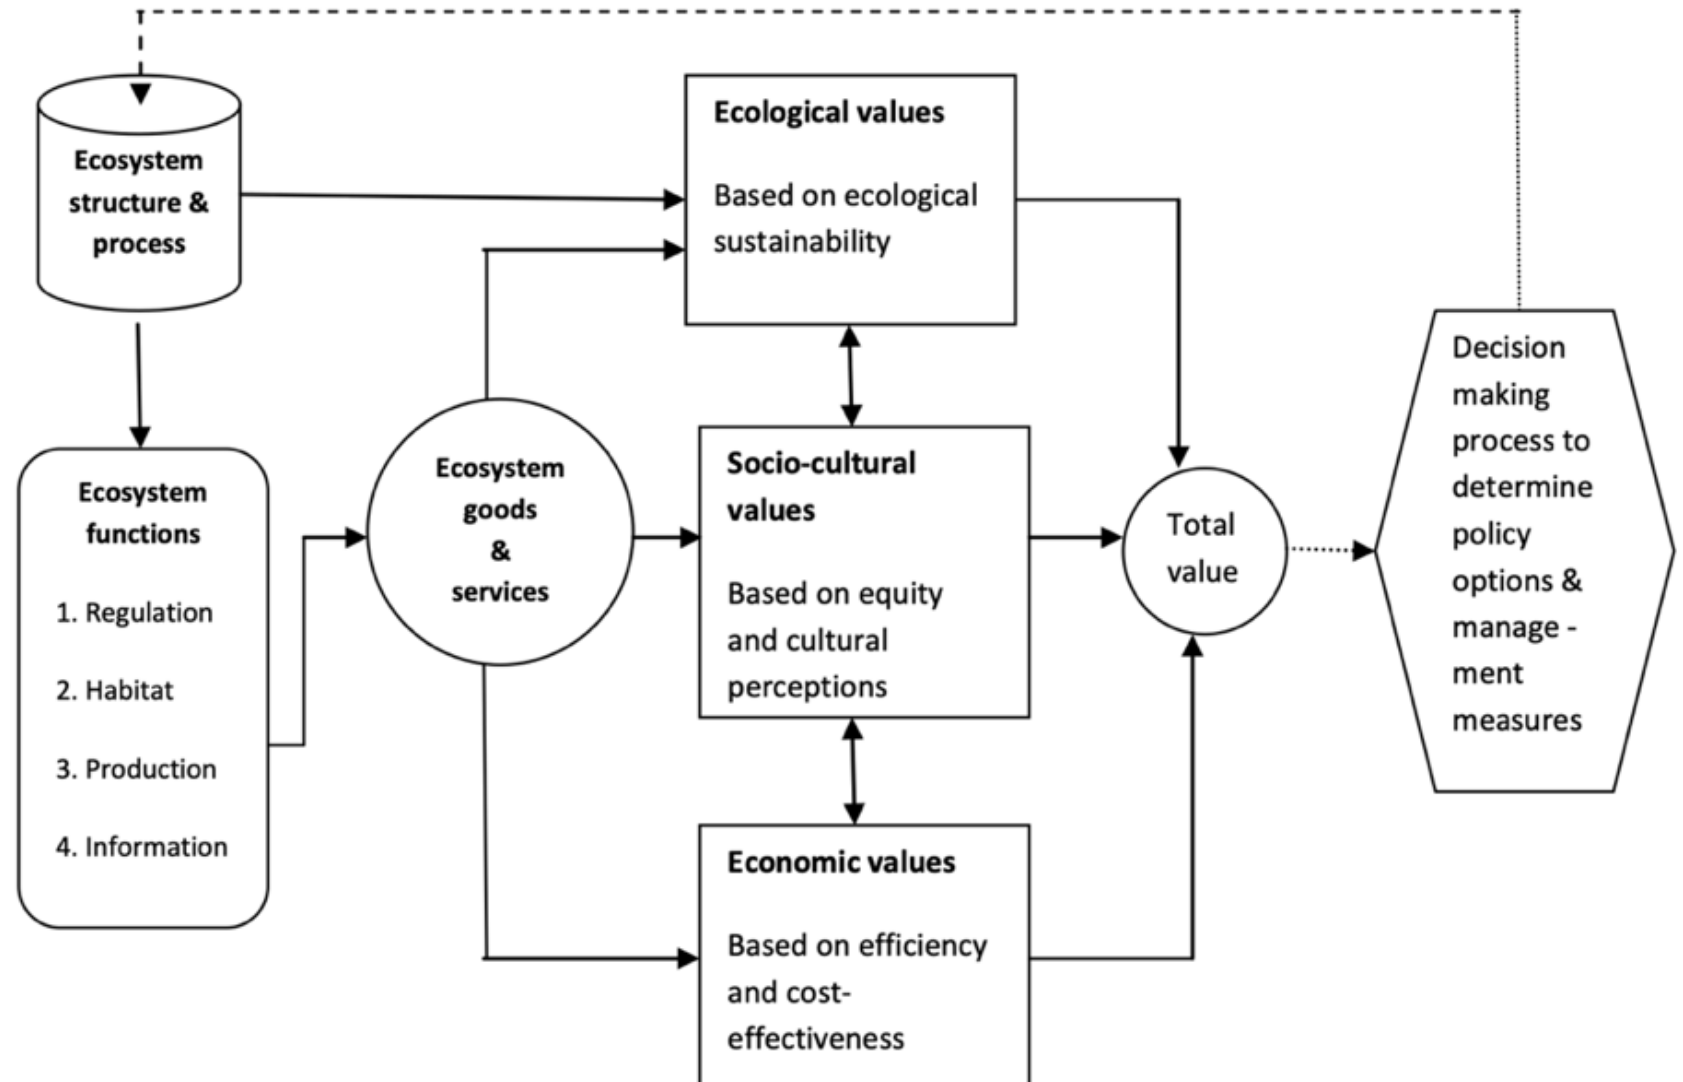 Ecosystem
structure &
process
Ecosystem
functions
1. Regulation
2. Habitat
3. Production
4. Information
Ecosystem
goods
&
services
Ecological values
Based on ecological
sustainability
Socio-cultural
values
Based on equity
and cultural
perceptions
Economic values
Based on efficiency
and cost-
effectiveness
Total
value
Decision
making
process to
determine
policy
options &
manage -
ment
measures